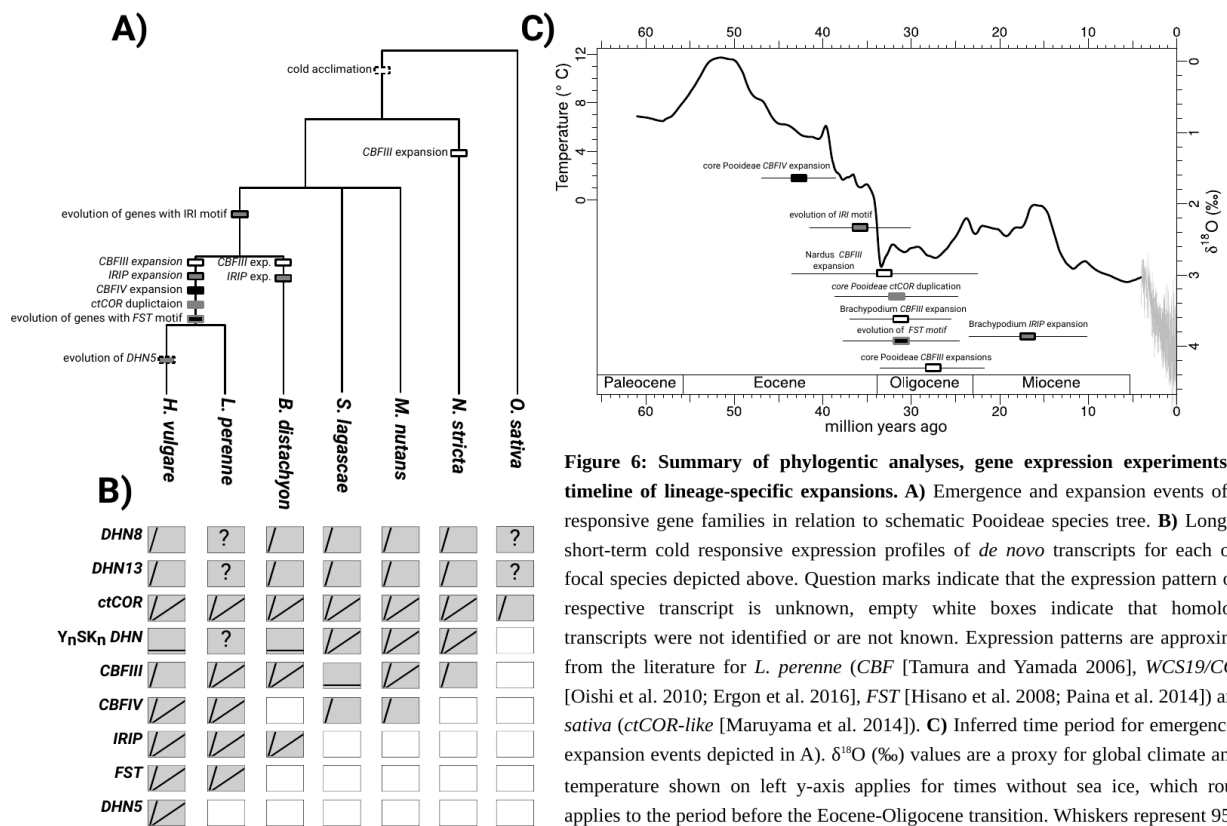 A)
cold acclimation
CBFIII expansion
evolution of genes with IRI motif
CBFIII expansion
CBFIII exp.
IRIP expansion
IRIP exp.
CBFIV expansion
ctCOR duplictaion
evolution of genes with FST motif
evolution of DHN5
H. vulgare
L. perenne
B. distachyon
S. lagascae
M. nutans
N. stricta
O. sativa
B)
DHN8
? ?
DHN13
? ?
ctCOR
YnSKn DHN
?
CBFIII
CBFIV
IRIP
FST
DHN5
C)
60 50 40 30 20 10 0
Temperature (° C)
12
8
4
0
δ18O (‰)
0
1
2
3
4
core Pooideae CBFIV expansion
evolution of IRI motif
Nardus CBFIII
expansion
core Pooideae ctCOR duplication
Brachypodium CBFIII expansion
Brachypodium IRIP expansion
evolution of FST motif
core Pooideae CBFIII expansions
Paleocene Eocene Oligocene Miocene
60 50 40 30 20 10 0
million years ago
Figure 6: Summary of phylogentic analyses, gene expression experiments
timeline of lineage-specific expansions. A) Emergence and expansion events of
responsive gene families in relation to schematic Pooideae species tree. B) Long
short-term cold responsive expression profiles of de novo transcripts for each o
focal species depicted above. Question marks indicate that the expression pattern o
respective transcript is unknown, empty white boxes indicate that homolo
transcripts were not identified or are not known. Expression patterns are approxin
from the literature for L. perenne (CBF [Tamura and Yamada 2006], WCS19/CO
[Oishi et al. 2010; Ergon et al. 2016], FST [Hisano et al. 2008; Paina et al. 2014]) a
sativa (ctCOR-like [Maruyama et al. 2014]). C) Inferred time period for emergenc
expansion events depicted in A). δ18O (‰) values are a proxy for global climate an
temperature shown on left y-axis applies for times without sea ice, which rou
applies to the period before the Eocene-Oligocene transition. Whiskers represent 95